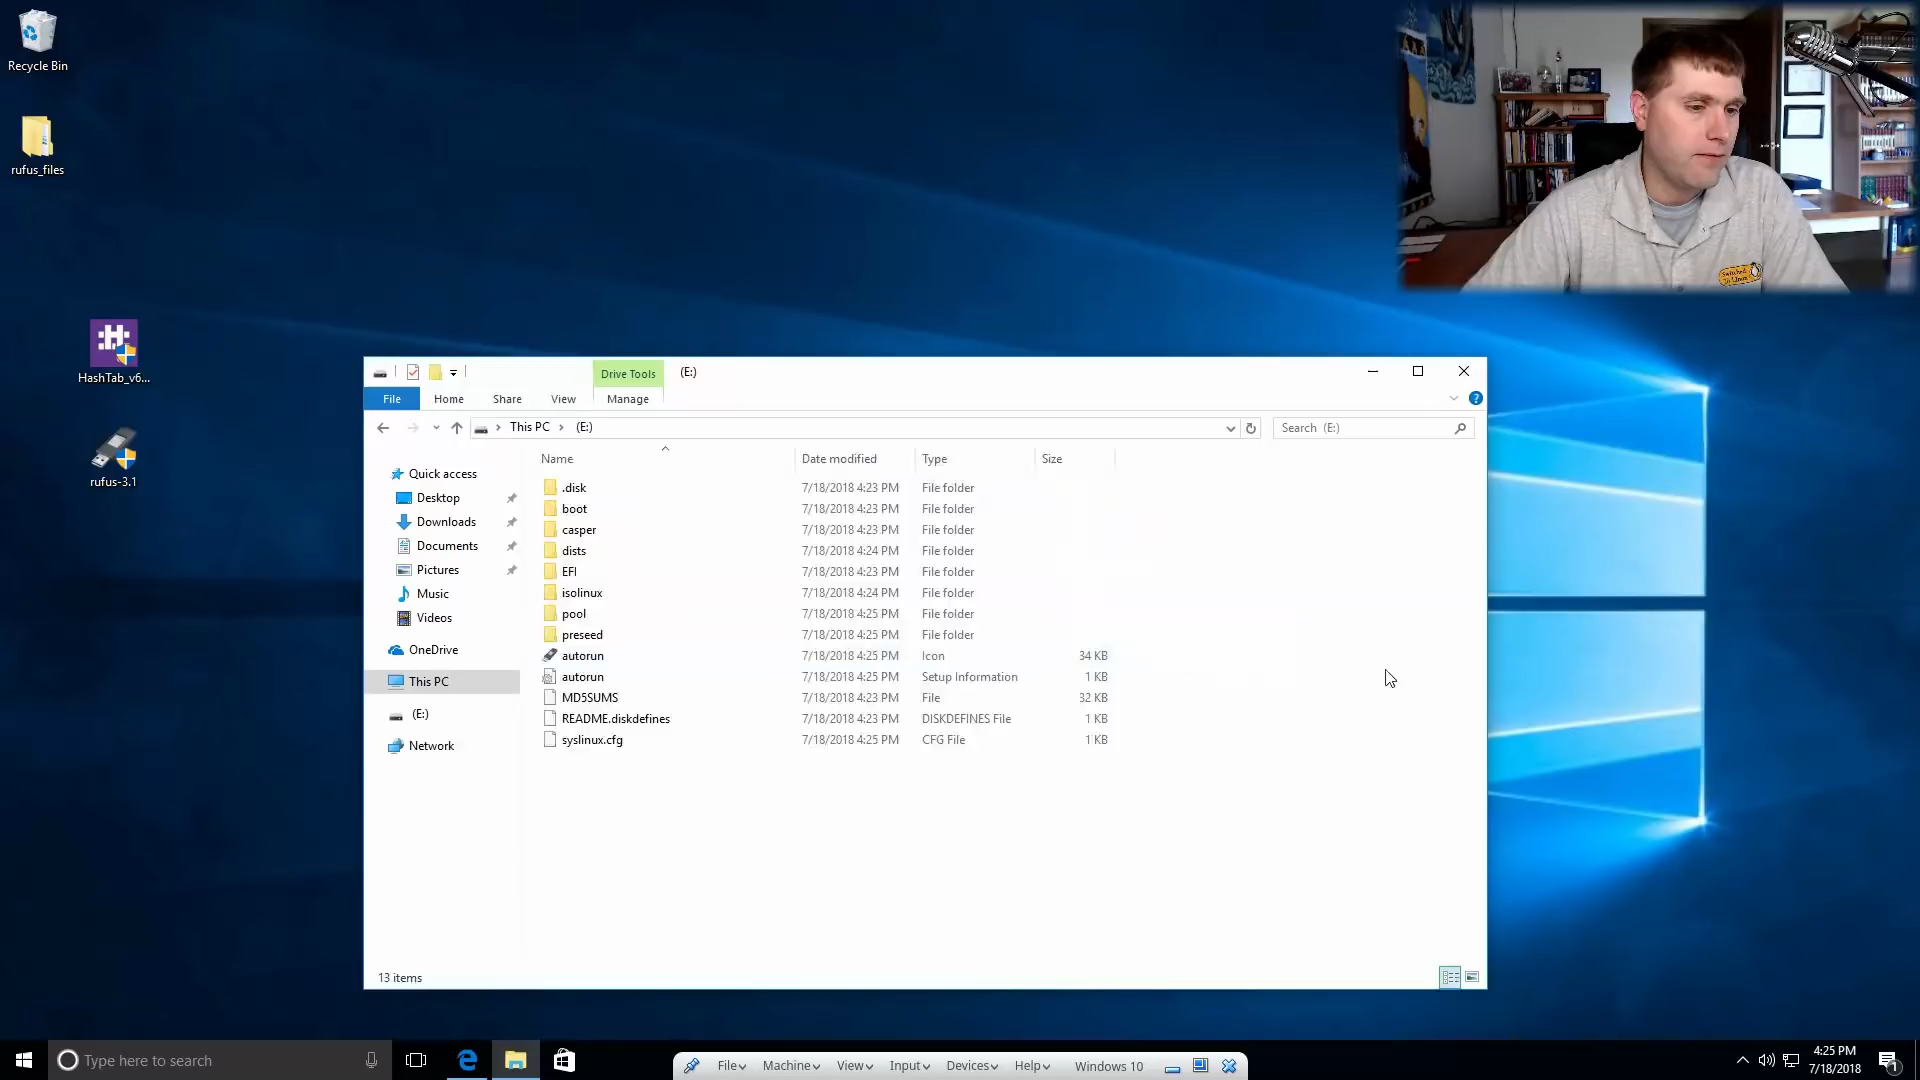 Recycle Bin
rufus_files
HashTab_v6...
rufus-3.1
Switched
To Linux
Drive Tools
(E:)
File
Home
Share
View
Manage
This PC
(E:)
Search (E:)
Name
Date modified
Type
Size
Quick access
Desktop
Downloads
Documents
Pictures
Music
Videos
OneDrive
This PC
(E:)
Network
.disk 7/18/2018 4:23 PM File folder
boot 7/18/2018 4:23 PM File folder
casper 7/18/2018 4:23 PM File folder
dists 7/18/2018 4:24 PM File folder
EFI 7/18/2018 4:23 PM File folder
isolinux 7/18/2018 4:24 PM File folder
pool 7/18/2018 4:25 PM File folder
preseed 7/18/2018 4:25 PM File folder
autorun 7/18/2018 4:25 PM Icon 34 KB
autorun 7/18/2018 4:25 PM Setup Information 1 KB
MD5SUMS 7/18/2018 4:23 PM File 32 KB
README.diskdefines 7/18/2018 4:23 PM DISKDEFINES File 1 KB
syslinux.cfg 7/18/2018 4:25 PM CFG File 1 KB
13 items
Type here to search
File
Machine
View
Input
Devices
Help
Windows 10
4:25 PM
7/18/2018
1